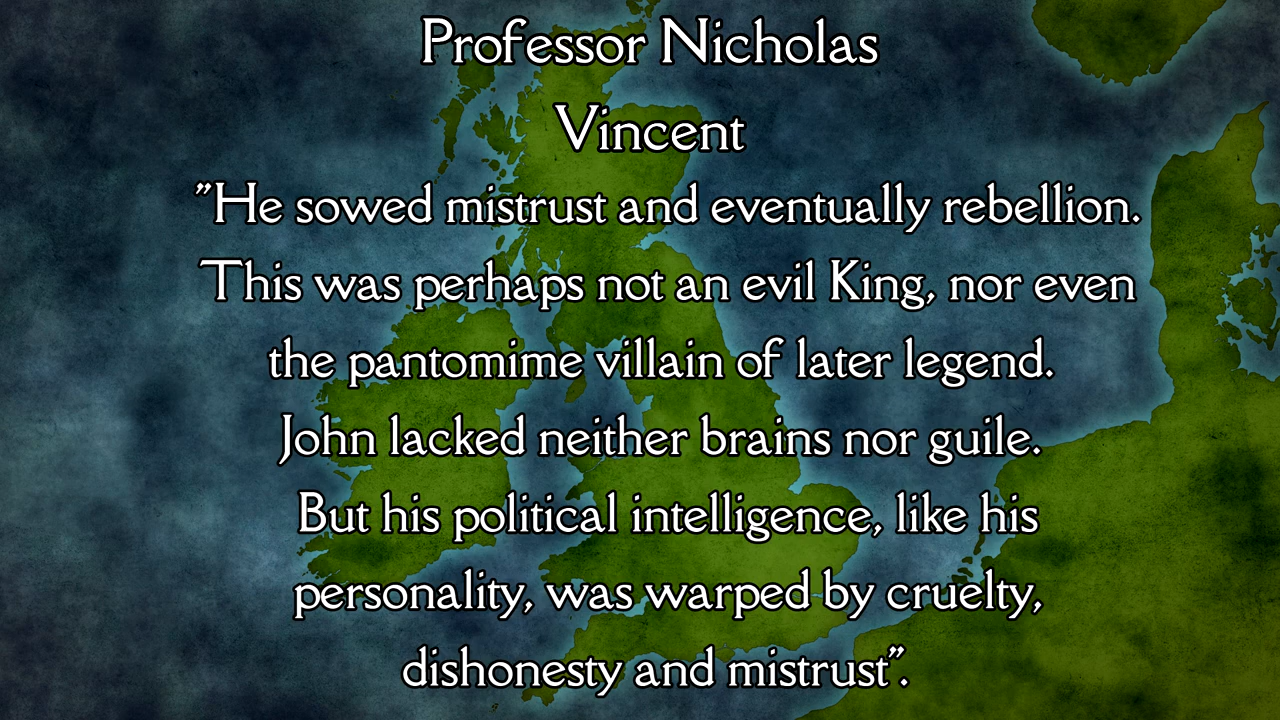 Professor Nicholas
Vincent
"He sowed mistrust and eventually rebellion.
This was perhaps not an evil King, nor even
the pantomime villain of later legend.
John lacked neither brains nor guile.
But his political intelligence, like his
personality, was warped by cruelty,
dishonesty and mistrust".